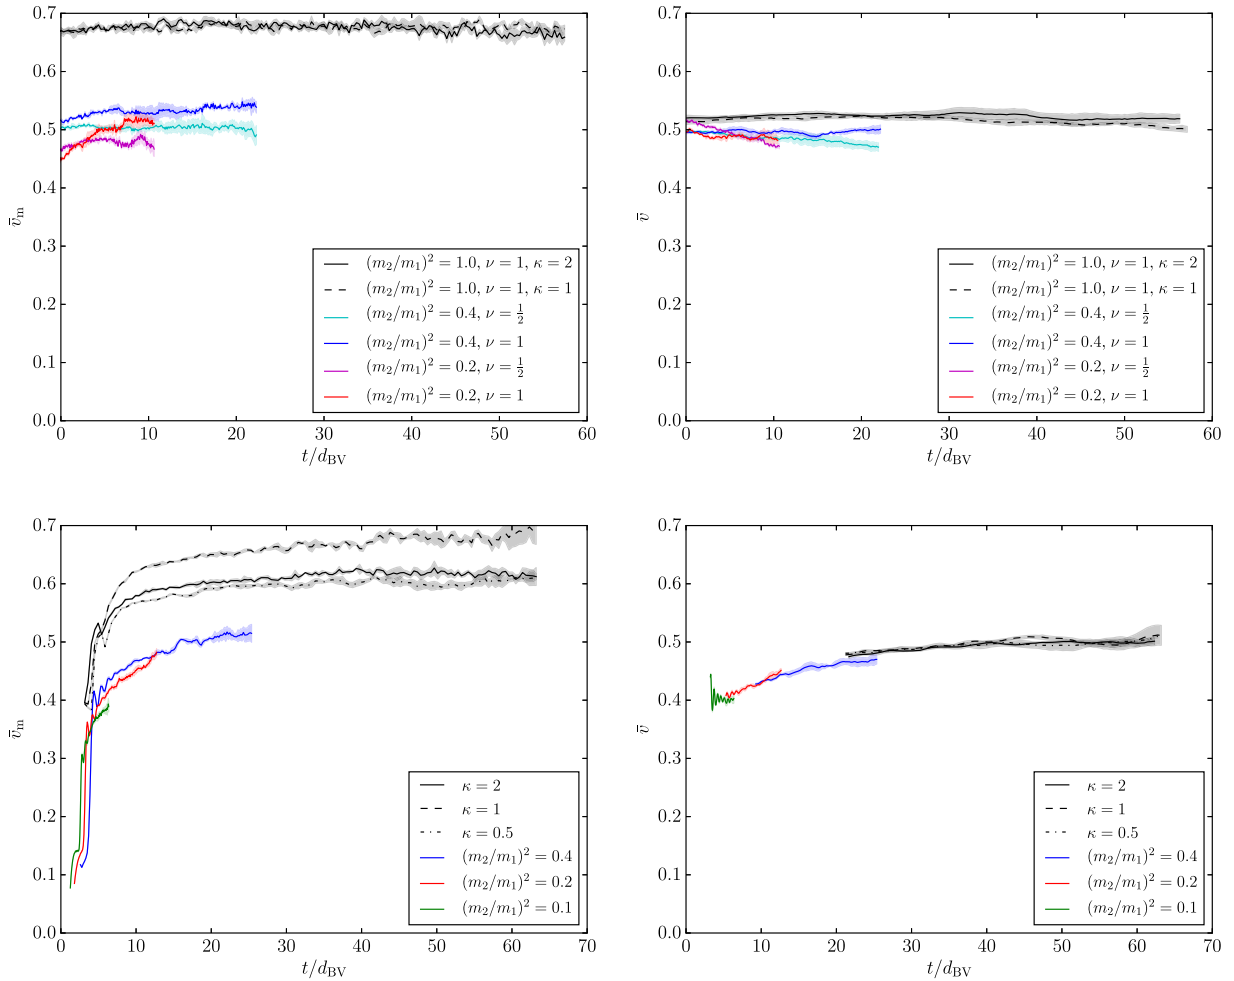 0.7
0.6
0.5
0.4
0.3
0.2
0.1
0.0
v̄ₘ
(m₂/m₁)² = 1.0, ν = 1, κ = 2
(m₂/m₁)² = 1.0, ν = 1, κ = 1
(m₂/m₁)² = 0.4, ν = 1/2
(m₂/m₁)² = 0.4, ν = 1
(m₂/m₁)² = 0.2, ν = 1/2
(m₂/m₁)² = 0.2, ν = 1
0 10 20 30 40 50 60
t/d_BV
0.7
0.6
0.5
0.4
0.3
0.2
0.1
0.0
v̄
(m₂/m₁)² = 1.0, ν = 1, κ = 2
(m₂/m₁)² = 1.0, ν = 1, κ = 1
(m₂/m₁)² = 0.4, ν = 1/2
(m₂/m₁)² = 0.4, ν = 1
(m₂/m₁)² = 0.2, ν = 1/2
(m₂/m₁)² = 0.2, ν = 1
0 10 20 30 40 50 60
t/d_BV
0.7
0.6
0.5
0.4
0.3
0.2
0.1
0.0
v̄ₘ
κ = 2
κ = 1
κ = 0.5
(m₂/m₁)² = 0.4
(m₂/m₁)² = 0.2
(m₂/m₁)² = 0.1
0 10 20 30 40 50 60 70
t/d_BV
0.7
0.6
0.5
0.4
0.3
0.2
0.1
0.0
v̄
κ = 2
κ = 1
κ = 0.5
(m₂/m₁)² = 0.4
(m₂/m₁)² = 0.2
(m₂/m₁)² = 0.1
0 10 20 30 40 50 60 70
t/d_BV